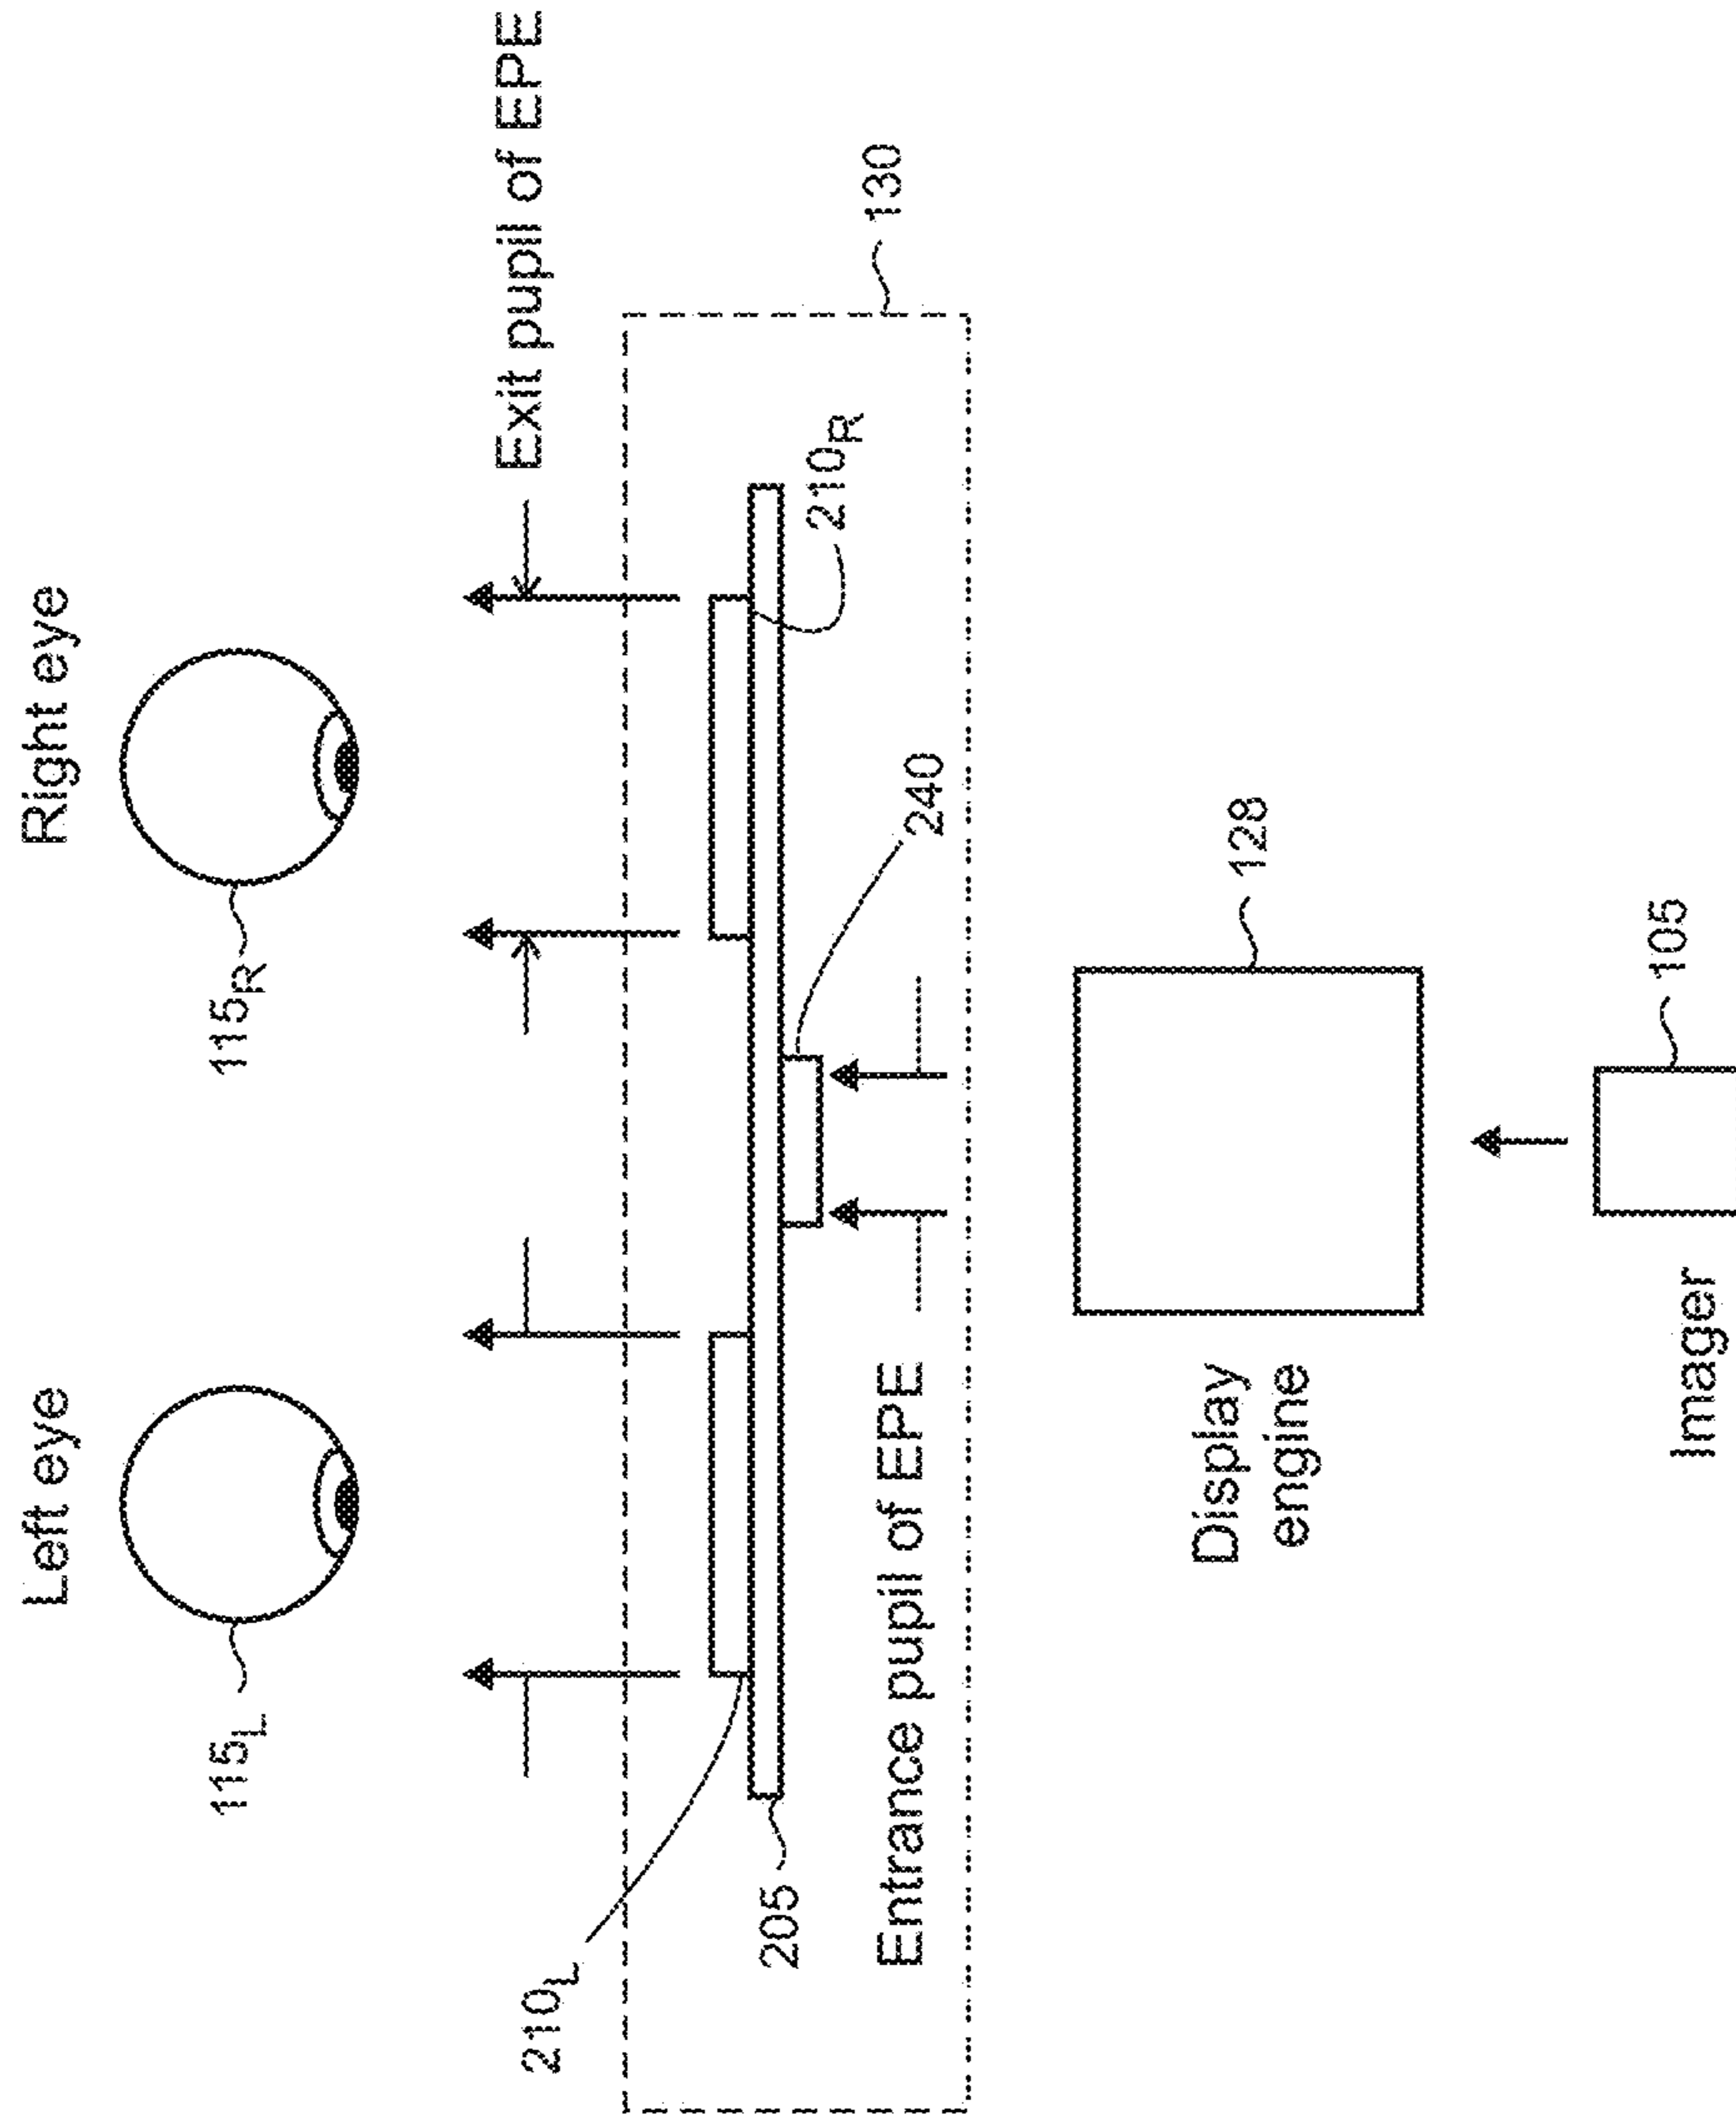 Left eye
Right eye
115L
115R
Exit pupil of EPE
210L
210R
205
130
Entrance pupil of EPE
240
Display
engine
128
Imager
105